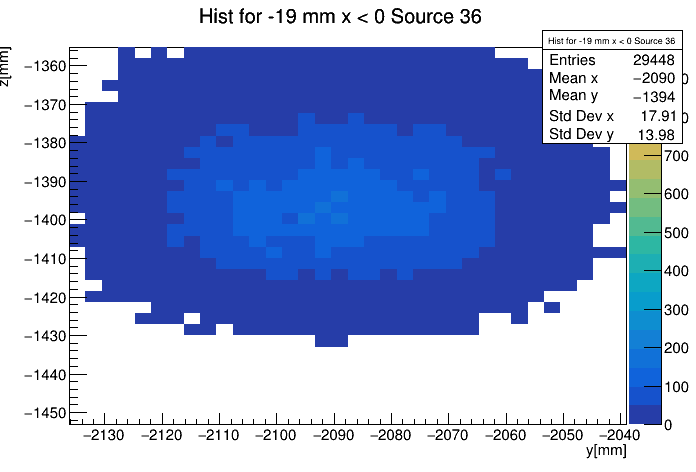 Hist for -19 mm x < 0 Source 36
Hist for -19 mm x < 0 Source 36
Entries 29448
Mean x −2090
Mean y −1394
Std Dev x 17.91
Std Dev y 13.98
z[mm]
−1360
−1370
−1380
−1390
−1400
−1410
−1420
−1430
−1440
−1450
−2130 −2120 −2110 −2100 −2090 −2080 −2070 −2060 −2050 −2040
y[mm]
700
600
500
400
300
200
100
0